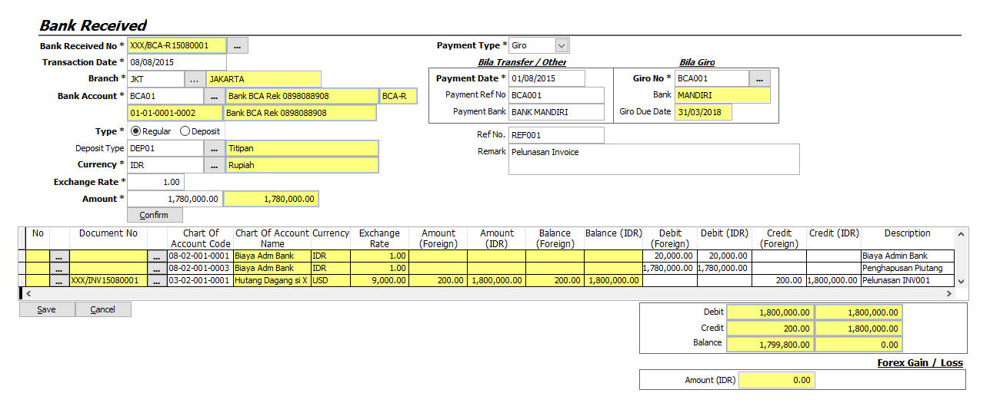 Bank Received
Bank Received No * XXX/BCA-R15080001 ... Payment Type * Giro
Transaction Date * 08/08/2015 Bila Transfer / Other Bila Giro
Branch * JKT ... JAKARTA Payment Date * 01/08/2015 Giro No * BCA001 ...
Bank Account * BCA01 ... Bank BCA Rek 0898088908 BCA-R Payment Ref No BCA001 Bank MANDIRI
01-01-0001-0002 Bank BCA Rek 0898088908 Payment Bank BANK MANDIRI Giro Due Date 31/03/2018
Type * Regular Deposit Ref No. REF001
Deposit Type DEP01 ... Titipan Remark Pelunasan Invoice
Currency * IDR ... Rupiah
Exchange Rate * 1.00
Amount * 1,780,000.00 1,780,000.00
Confirm
No Document No Chart Of Chart Of Account Currency Exchange Amount Amount Balance Balance (IDR) Debit Debit (IDR) Credit Credit (IDR) Description
Account Code Name Rate (Foreign) (IDR) (Foreign) (Foreign) (Foreign)
... ... 08-02-001-0001 Biaya Adm Bank IDR 1.00 20,000.00 20,000.00 Biaya Admin Bank
... ... 08-02-001-0003 Biaya Adm Bank IDR 1.00 1,780,000.00 1,780,000.00 Penghapusan Piutang
... XXX/INV15080001 ... 03-02-001-0001 Hutang Dagang si X USD 9,000.00 200.00 1,800,000.00 200.00 1,800,000.00 200.00 1,800,000.00 Pelunasan INV001
Save Cancel
Debit 1,800,000.00 1,800,000.00
Credit 200.00 1,800,000.00
Balance 1,799,800.00 0.00
Forex Gain / Loss
Amount (IDR) 0.00